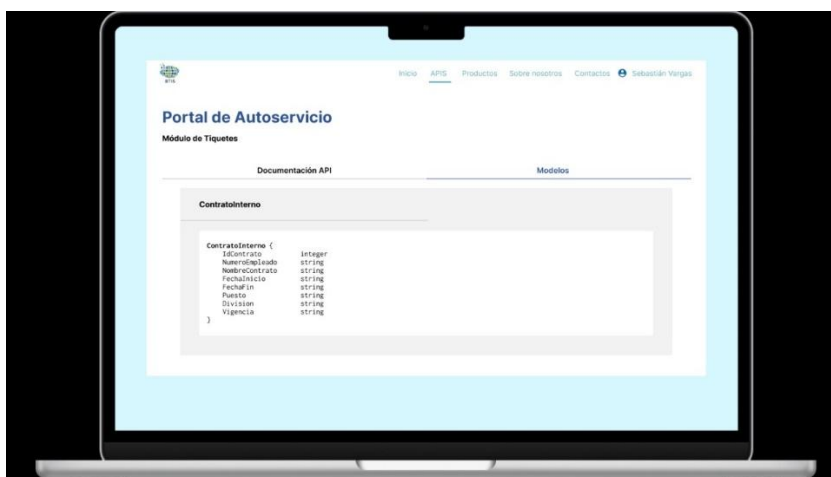 Inicio APIS Productos Sobre nosotros Contactos Sebastián Vargas
Portal de Autoservicio
Módulo de Tiquetes
Documentación API Modelos
ContratoInterno
ContratoInterno {
IdContrato integer
NumeroEmpleado string
NombreContrato string
FechaInicio string
FechaFin string
Puesto string
Division string
Vigencia string
}